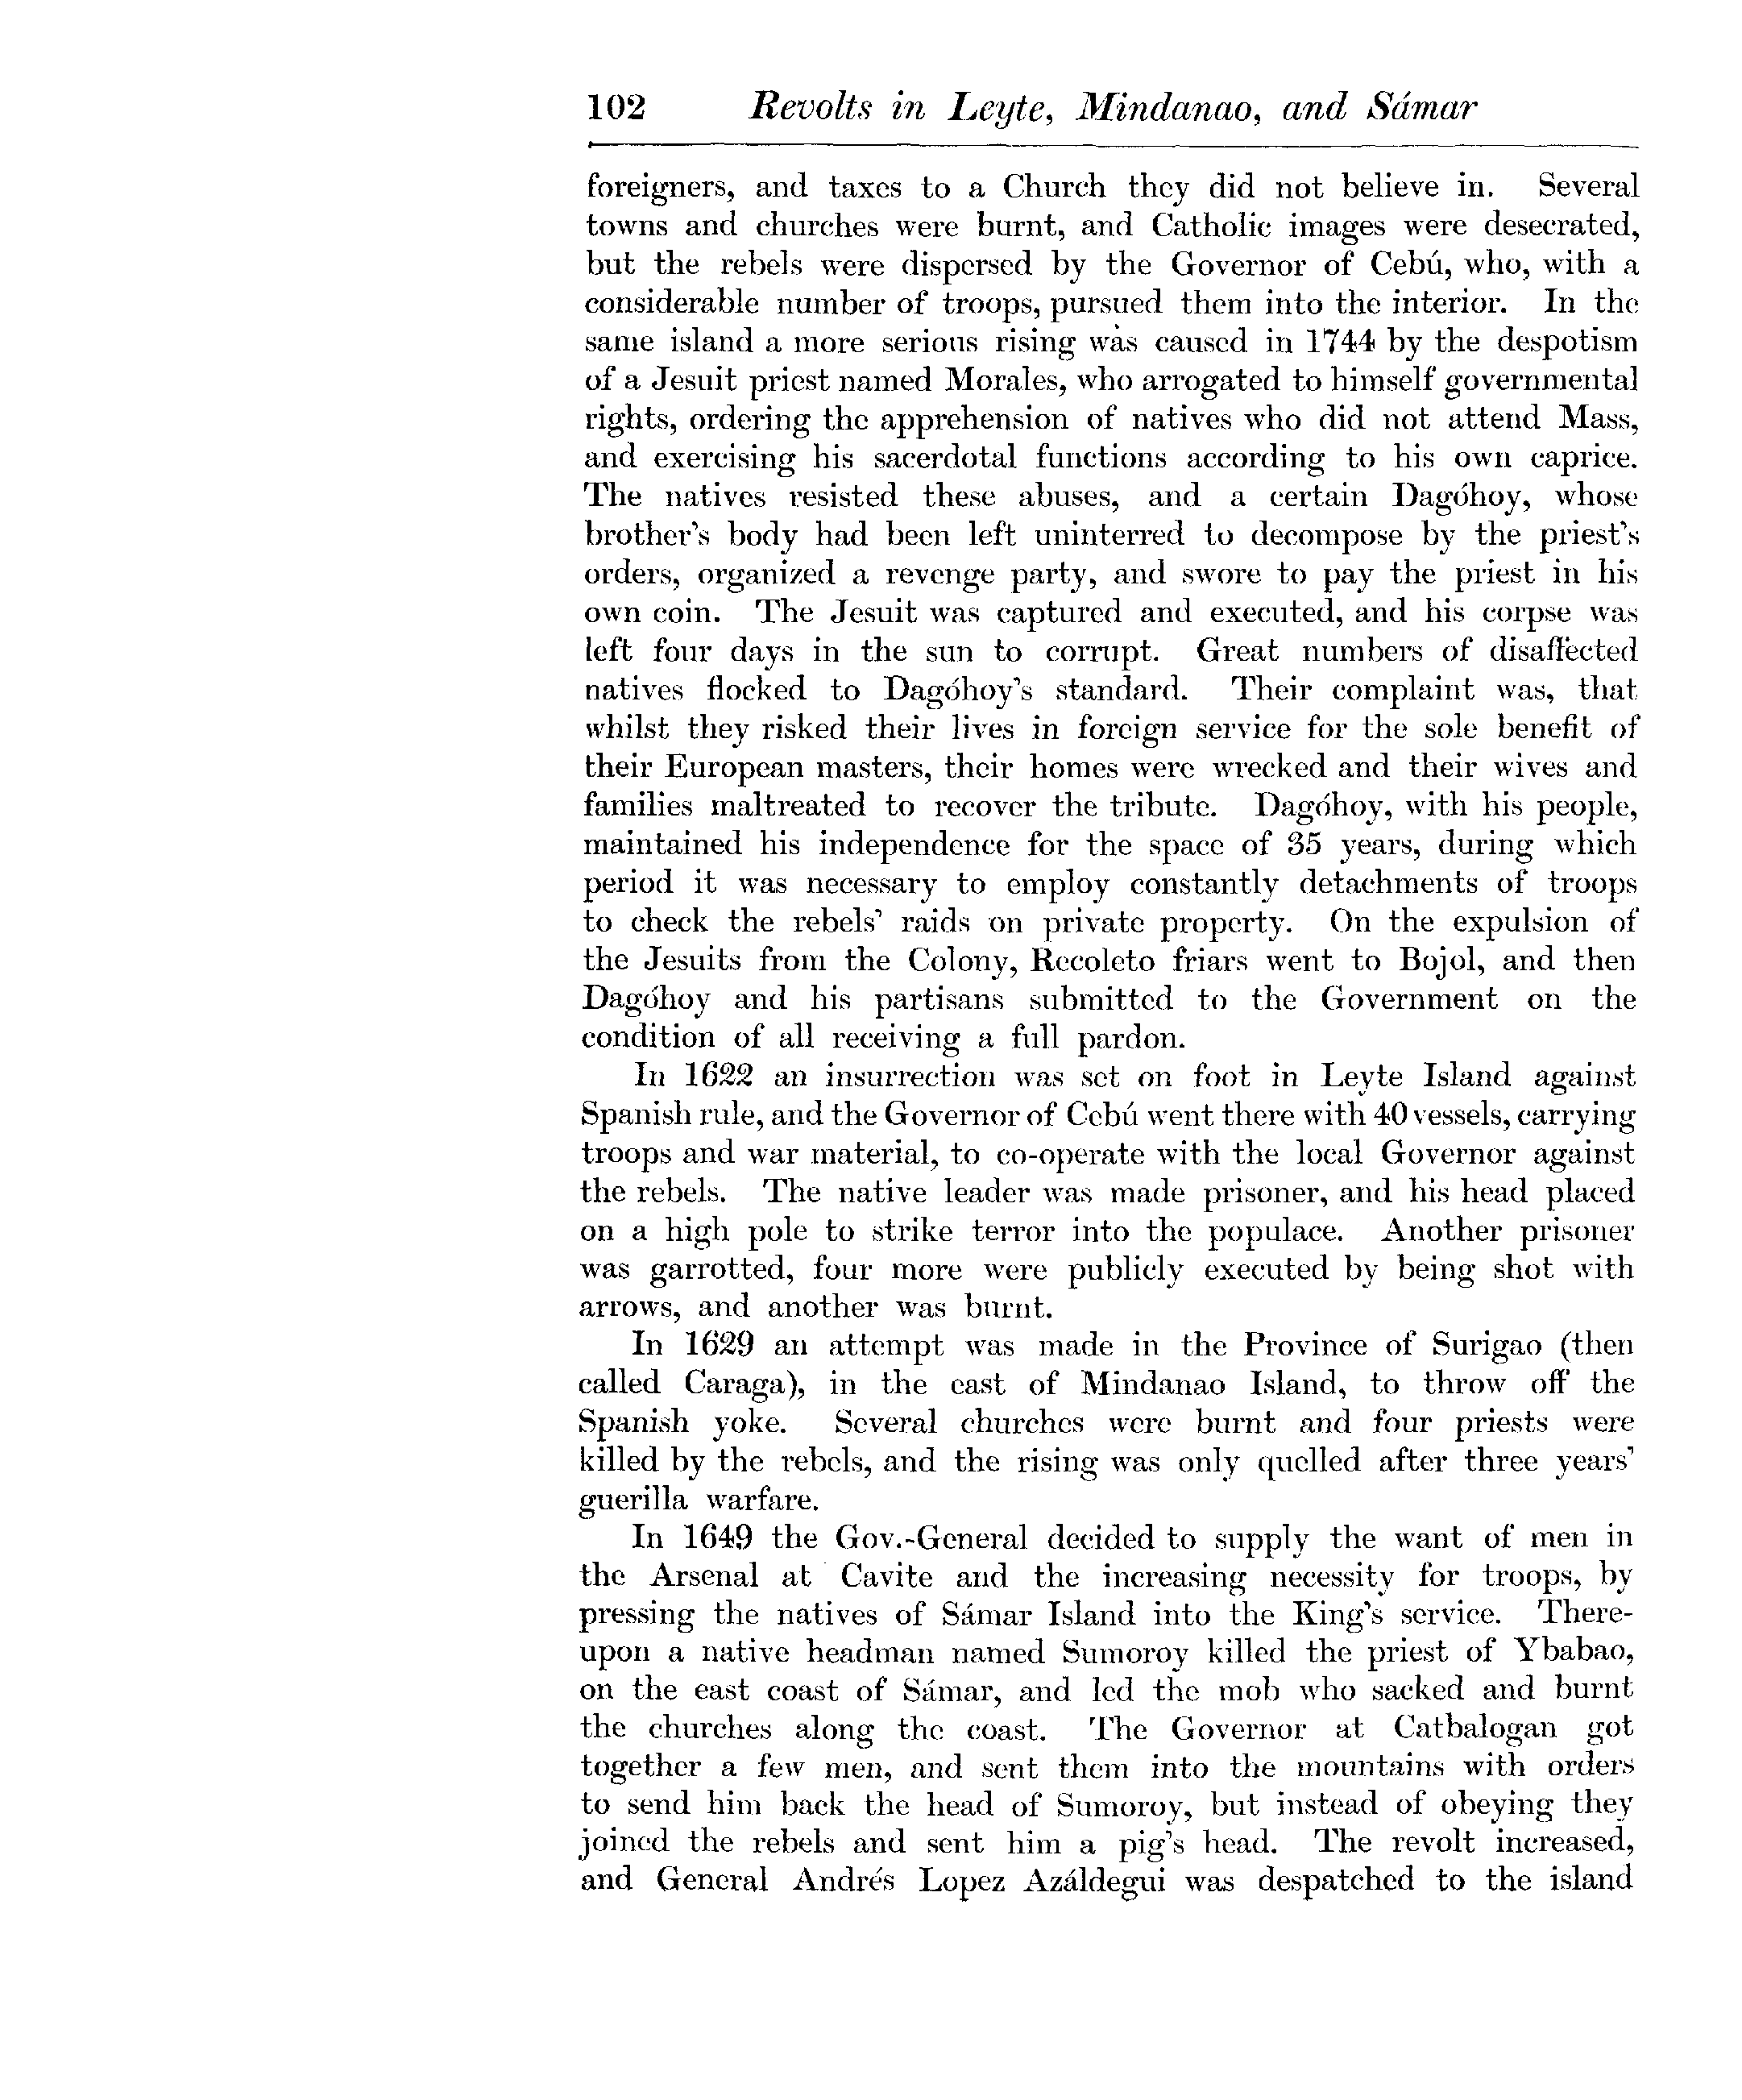 102 Revolts in Leyte, Mindanao, and Sámar
foreigners, and taxes to a Church they did not believe in. Several
towns and churches were burnt, and Catholic images were desecrated,
but the rebels were dispersed by the Governor of Cebú, who, with a
considerable number of troops, pursued them into the interior. In the
same island a more serious rising was caused in 1744 by the despotism
of a Jesuit priest named Morales, who arrogated to himself governmental
rights, ordering the apprehension of natives who did not attend Mass,
and exercising his sacerdotal functions according to his own caprice.
The natives resisted these abuses, and a certain Dagóhoy, whose
brother's body had been left uninterred to decompose by the priest's
orders, organized a revenge party, and swore to pay the priest in his
own coin. The Jesuit was captured and executed, and his corpse was
left four days in the sun to corrupt. Great numbers of disaffected
natives flocked to Dagóhoy's standard. Their complaint was, that
whilst they risked their lives in foreign service for the sole benefit of
their European masters, their homes were wrecked and their wives and
families maltreated to recover the tribute. Dagóhoy, with his people,
maintained his independence for the space of 35 years, during which
period it was necessary to employ constantly detachments of troops
to check the rebels' raids on private property. On the expulsion of
the Jesuits from the Colony, Recoleto friars went to Bojol, and then
Dagóhoy and his partisans submitted to the Government on the
condition of all receiving a full pardon.
In 1622 an insurrection was set on foot in Leyte Island against
Spanish rule, and the Governor of Cebú went there with 40 vessels, carrying
troops and war material, to co-operate with the local Governor against
the rebels. The native leader was made prisoner, and his head placed
on a high pole to strike terror into the populace. Another prisoner
was garrotted, four more were publicly executed by being shot with
arrows, and another was burnt.
In 1629 an attempt was made in the Province of Surigao (then
called Caraga), in the east of Mindanao Island, to throw off the
Spanish yoke. Several churches were burnt and four priests were
killed by the rebels, and the rising was only quelled after three years'
guerilla warfare.
In 1649 the Gov.-General decided to supply the want of men in
the Arsenal at Cavite and the increasing necessity for troops, by
pressing the natives of Sámar Island into the King's service. There-
upon a native headman named Sumoroy killed the priest of Ybabao,
on the east coast of Sámar, and led the mob who sacked and burnt
the churches along the coast. The Governor at Catbalogan got
together a few men, and sent them into the mountains with orders
to send him back the head of Sumoroy, but instead of obeying they
joined the rebels and sent him a pig's head. The revolt increased,
and General Andrés Lopez Azáldegui was despatched to the island